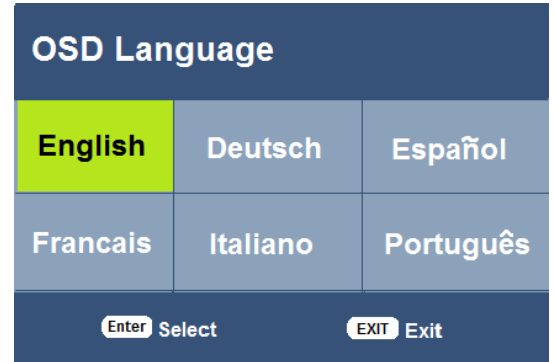 OSD Language
English Deutsch Español
Francais Italiano Português
Enter Select EXIT Exit